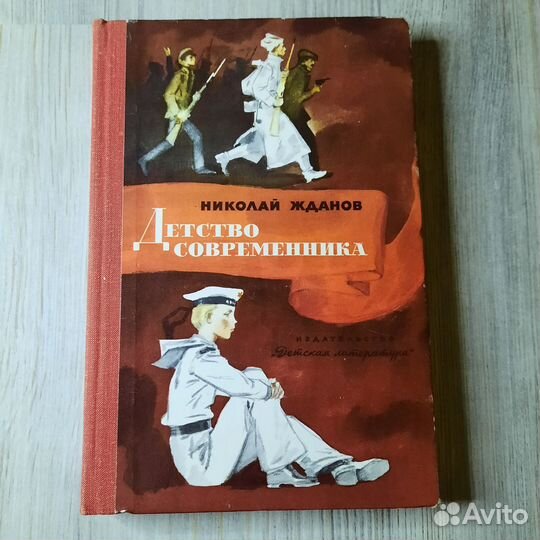 НИКОЛАЙ ЖДАНОВ
ДЕТСТВО
СОВРЕМЕННИКА
ИЗДАТЕЛЬСТВО
„Детская литература"
Avito